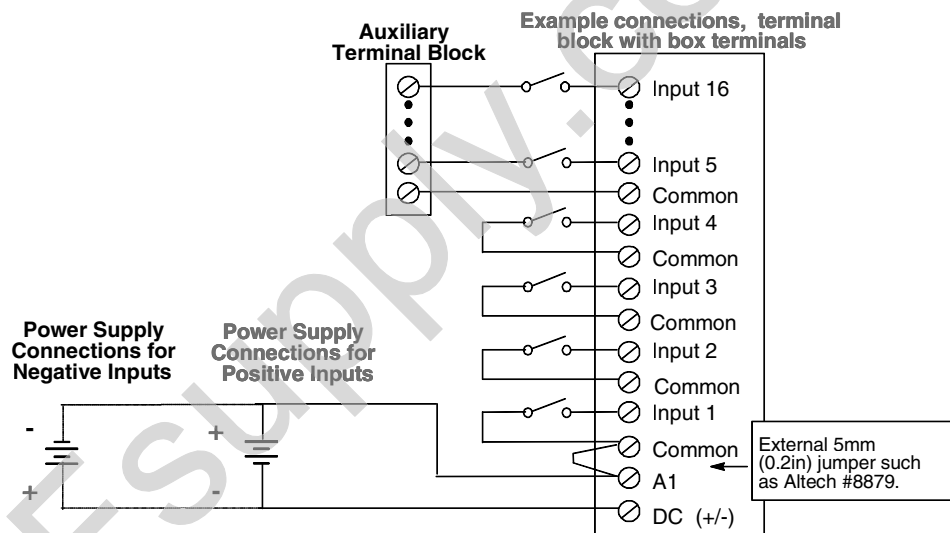 Example connections, terminal
block with box terminals
Auxiliary
Terminal Block
Input 16
Input 5
Common
Input 4
Common
Input 3
Common
Input 2
Common
Input 1
Common
A1
DC (+/-)
Power Supply
Connections for
Negative Inputs
Power Supply
Connections for
Positive Inputs
-
+
+
-
External 5mm
(0.2in) jumper such
as Altech #8879.
Esupply.co